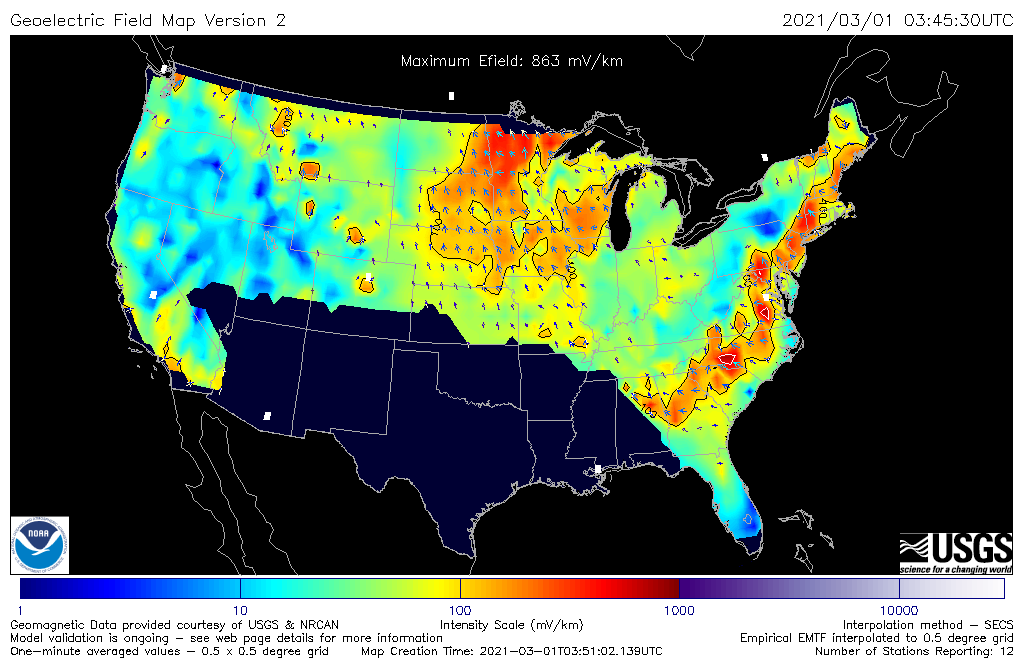 Geoelectric Field Map Version 2
2021/03/01 03:45:30UTC
Maximum Efield: 863 mV/km
NOAA
USGS
science for a changing world
1 10 100 1000 10000
Geomagnetic Data provided courtesy of USGS & NRCAN
Intensity Scale (mV/km)
Interpolation method – SECS
Model validation is ongoing – see web page details for more information
Empirical EMTF interpolated to 0.5 degree grid
One-minute averaged values – 0.5 x 0.5 degree grid
Map Creation Time: 2021-03-01T03:51:02.139UTC
Number of Stations Reporting: 12